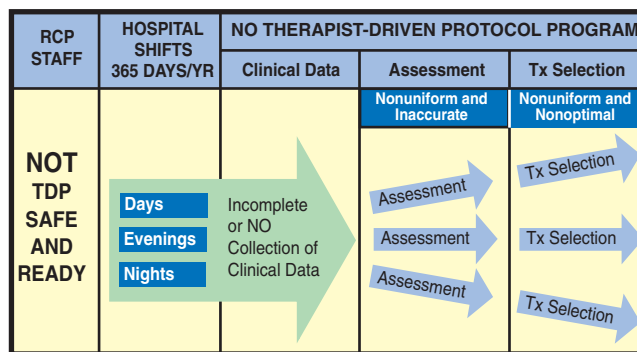 RCP
STAFF
HOSPITAL
SHIFTS
365 DAYS/YR
NO THERAPIST-DRIVEN PROTOCOL PROGRAM
Clinical Data
Assessment
Tx Selection
Nonuniform and
Inaccurate
Nonuniform and
Nonoptimal
NOT
TDP
SAFE
AND
READY
Days
Evenings
Nights
Incomplete
or NO
Collection of
Clinical Data
Assessment
Assessment
Assessment
Tx Selection
Tx Selection
Tx Selection